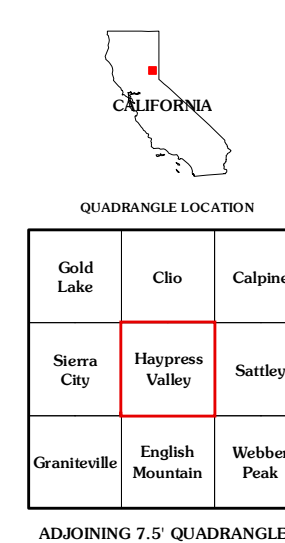 CALIFORNIA
QUADRANGLE LOCATION
Gold
Lake
Clio
Calpine
Sierra
City
Haypress
Valley
Sattley
Graniteville
English
Mountain
Webber
Peak
ADJOINING 7.5' QUADRANGLE